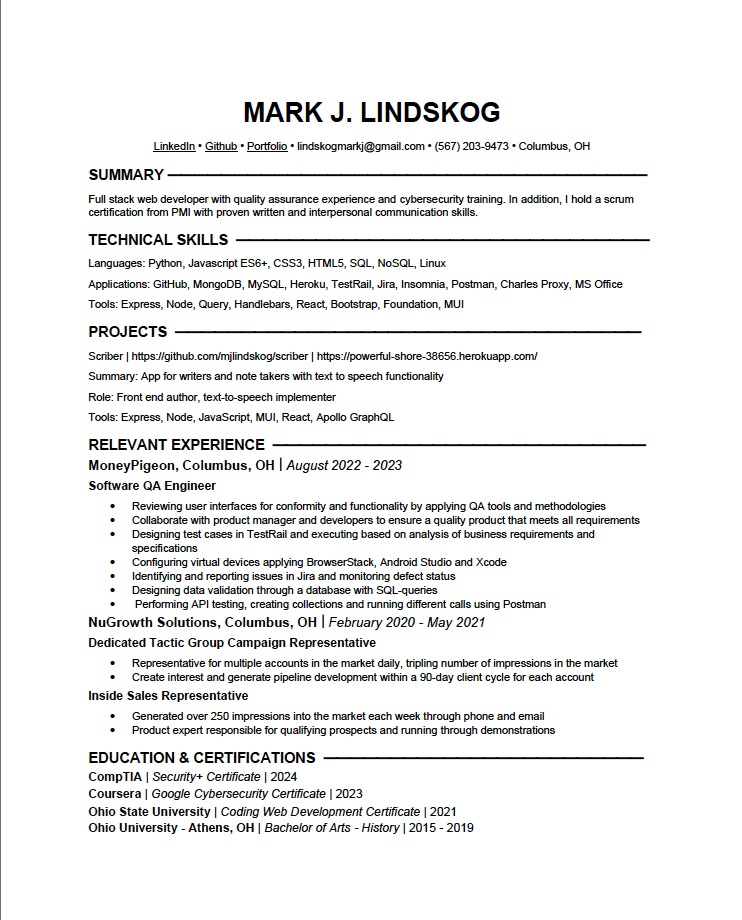 MARK J. LINDSKOG
LinkedIn • Github • Portfolio • lindskogmarkj@gmail.com • (567) 203-9473 • Columbus, OH
SUMMARY
Full stack web developer with quality assurance experience and cybersecurity training. In addition, I hold a scrum
certification from PMI with proven written and interpersonal communication skills.
TECHNICAL SKILLS
Languages: Python, Javascript ES6+, CSS3, HTML5, SQL, NoSQL, Linux
Applications: GitHub, MongoDB, MySQL, Heroku, TestRail, Jira, Insomnia, Postman, Charles Proxy, MS Office
Tools: Express, Node, Query, Handlebars, React, Bootstrap, Foundation, MUI
PROJECTS
Scriber | https://github.com/mjlindskog/scriber | https://powerful-shore-38656.herokuapp.com/
Summary: App for writers and note takers with text to speech functionality
Role: Front end author, text-to-speech implementer
Tools: Express, Node, JavaScript, MUI, React, Apollo GraphQL
RELEVANT EXPERIENCE
MoneyPigeon, Columbus, OH | August 2022 - 2023
Software QA Engineer
• Reviewing user interfaces for conformity and functionality by applying QA tools and methodologies
• Collaborate with product manager and developers to ensure a quality product that meets all requirements
• Designing test cases in TestRail and executing based on analysis of business requirements and
specifications
• Configuring virtual devices applying BrowserStack, Android Studio and Xcode
• Identifying and reporting issues in Jira and monitoring defect status
• Designing data validation through a database with SQL-queries
• Performing API testing, creating collections and running different calls using Postman
NuGrowth Solutions, Columbus, OH | February 2020 - May 2021
Dedicated Tactic Group Campaign Representative
• Representative for multiple accounts in the market daily, tripling number of impressions in the market
• Create interest and generate pipeline development within a 90-day client cycle for each account
Inside Sales Representative
• Generated over 250 impressions into the market each week through phone and email
• Product expert responsible for qualifying prospects and running through demonstrations
EDUCATION & CERTIFICATIONS
CompTIA | Security+ Certificate | 2024
Coursera | Google Cybersecurity Certificate | 2023
Ohio State University | Coding Web Development Certificate | 2021
Ohio University - Athens, OH | Bachelor of Arts - History | 2015 - 2019